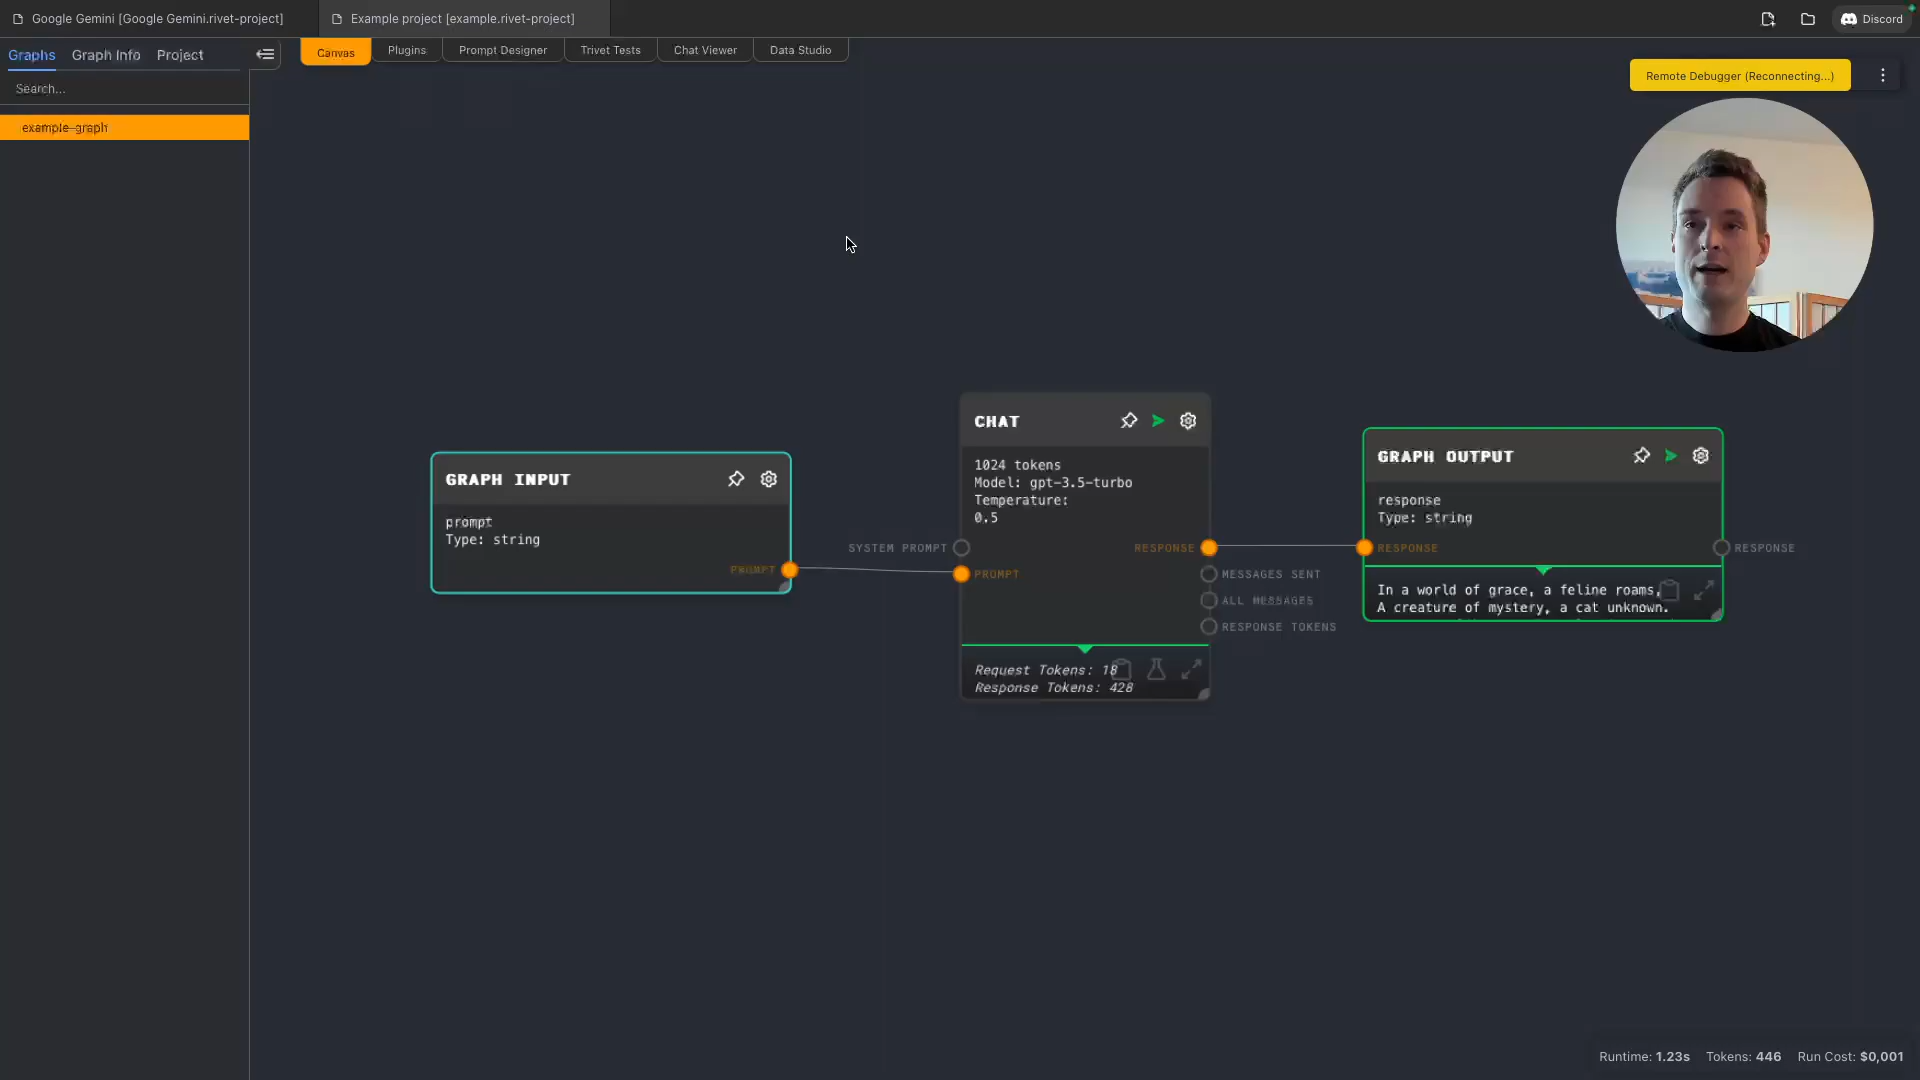 Google Gemini [Google Gemini.rivet-project]
Example project [example.rivet-project]
Discord
Graphs
Graph Info
Project
Canvas
Plugins
Prompt Designer
Trivet Tests
Chat Viewer
Data Studio
Search...
Remote Debugger (Reconnecting...)
example-graph
GRAPH INPUT
prompt
Type: string
PROMPT
CHAT
1024 tokens
Model: gpt-3.5-turbo
Temperature:
0.5
SYSTEM PROMPT
PROMPT
RESPONSE
MESSAGES SENT
ALL MESSAGES
RESPONSE TOKENS
Request Tokens: 18
Response Tokens: 428
GRAPH OUTPUT
response
Type: string
RESPONSE
RESPONSE
In a world of grace, a feline roams,
A creature of mystery, a cat unknown.
Runtime: 1.23s
Tokens: 446
Run Cost: $0,001